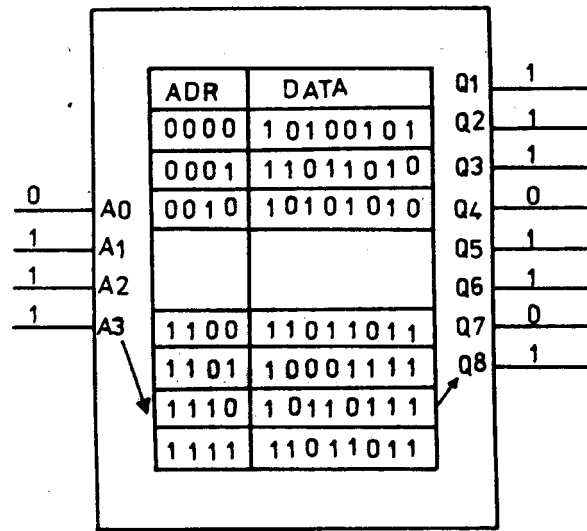 ADR DATA
0000 10100101
0001 11011010
0010 10101010
1100 11011011
1101 10001111
1110 10110111
1111 11011011
0 A0
1 A1
1 A2
1 A3
Q1 1
Q2 1
Q3 1
Q4 0
Q5 1
Q6 1
Q7 0
Q8 1